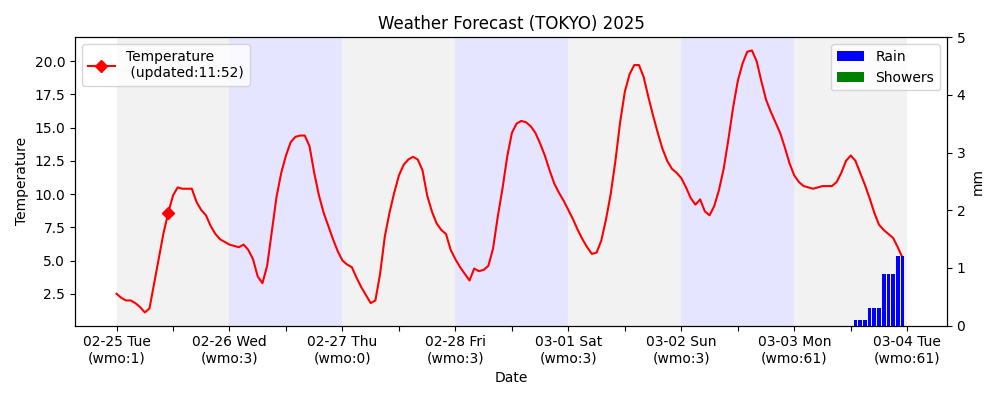 Weather Forecast (TOKYO) 2025
Temperature
(updated:11:52)
Rain
Showers
Temperature
20.0
17.5
15.0
12.5
10.0
7.5
5.0
2.5
5
4
3
2
1
0
mm
02-25 Tue
(wmo:1)
02-26 Wed
(wmo:3)
02-27 Thu
(wmo:0)
02-28 Fri
(wmo:3)
03-01 Sat
(wmo:3)
03-02 Sun
(wmo:3)
03-03 Mon
(wmo:61)
03-04 Tue
(wmo:61)
Date